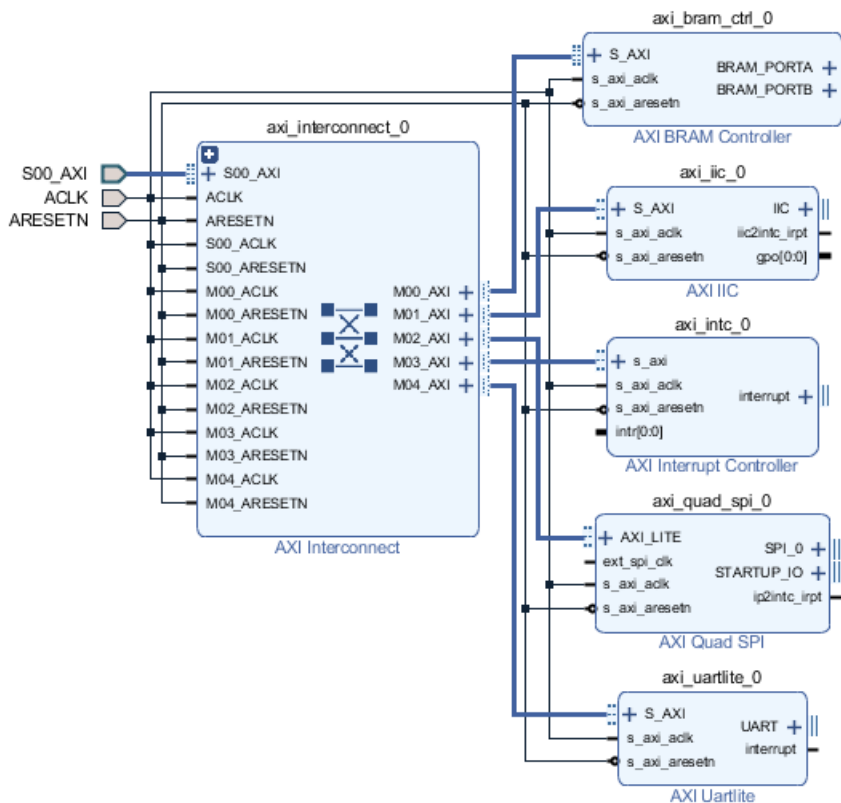 axi_bram_ctrl_0
S_AXI
s_axi_aclk
s_axi_aresetn
BRAM_PORTA
BRAM_PORTB
AXI BRAM Controller
axi_interconnect_0
S00_AXI
ACLK
ARESETN
S00_AXI
ACLK
ARESETN
S00_ACLK
S00_ARESETN
M00_ACLK
M00_ARESETN
M01_ACLK
M01_ARESETN
M02_ACLK
M02_ARESETN
M03_ACLK
M03_ARESETN
M04_ACLK
M04_ARESETN
M00_AXI
M01_AXI
M02_AXI
M03_AXI
M04_AXI
AXI Interconnect
axi_iic_0
S_AXI
s_axi_aclk
s_axi_aresetn
IIC
iic2intc_irpt
gpo[0:0]
AXI IIC
axi_intc_0
s_axi
s_axi_aclk
s_axi_aresetn
intr[0:0]
interrupt
AXI Interrupt Controller
axi_quad_spi_0
AXI_LITE
ext_spi_clk
s_axi_aclk
s_axi_aresetn
SPI_0
STARTUP_IO
ip2intc_irpt
AXI Quad SPI
axi_uartlite_0
S_AXI
s_axi_aclk
s_axi_aresetn
UART
interrupt
AXI Uartlite